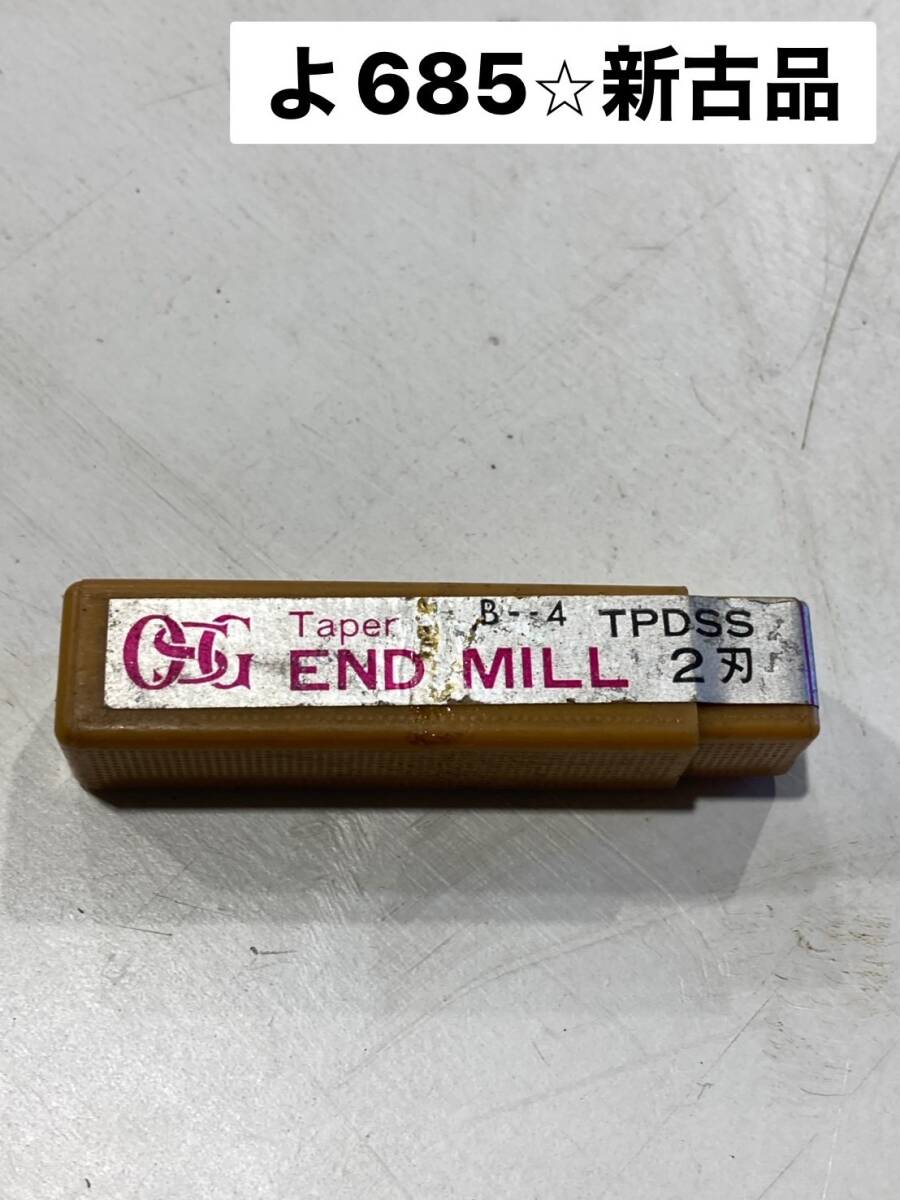 よ685☆新古品
OSG Taper B--4 TPDSS
END MILL 2刃